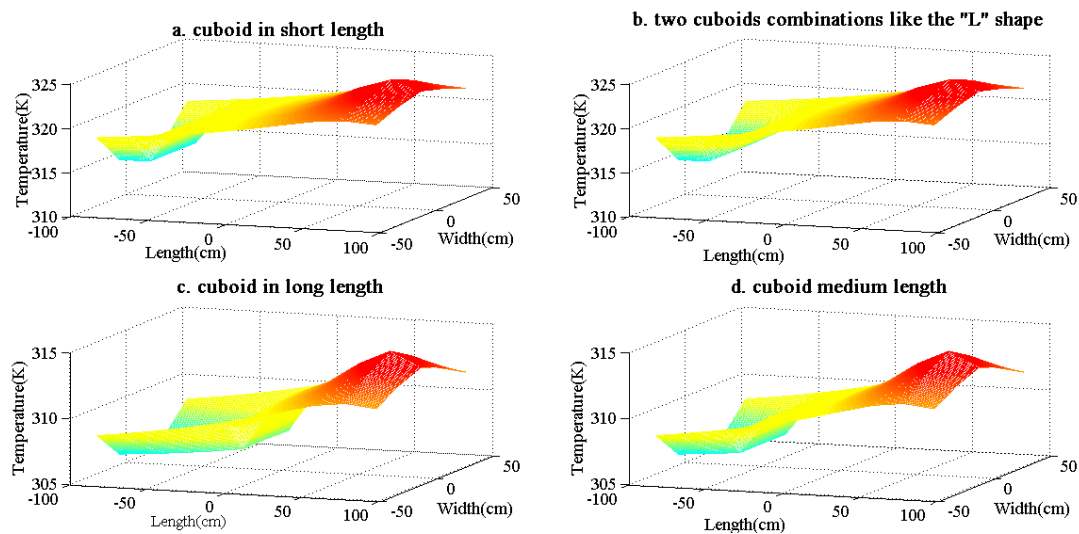 a. cuboid in short length
Temperature(K)
325
320
315
310
-100
-50
0
50
100
Length(cm)
-50
0
50
Width(cm)
b. two cuboids combinations like the "L" shape
Temperature(K)
325
320
315
310
-100
-50
0
50
100
Length(cm)
-50
0
50
Width(cm)
c. cuboid in long length
Temperature(K)
315
310
305
-100
-50
0
50
100
Length(cm)
-50
0
50
Width(cm)
d. cuboid medium length
Temperature(K)
315
310
305
-100
-50
0
50
100
Length(cm)
-50
0
50
Width(cm)